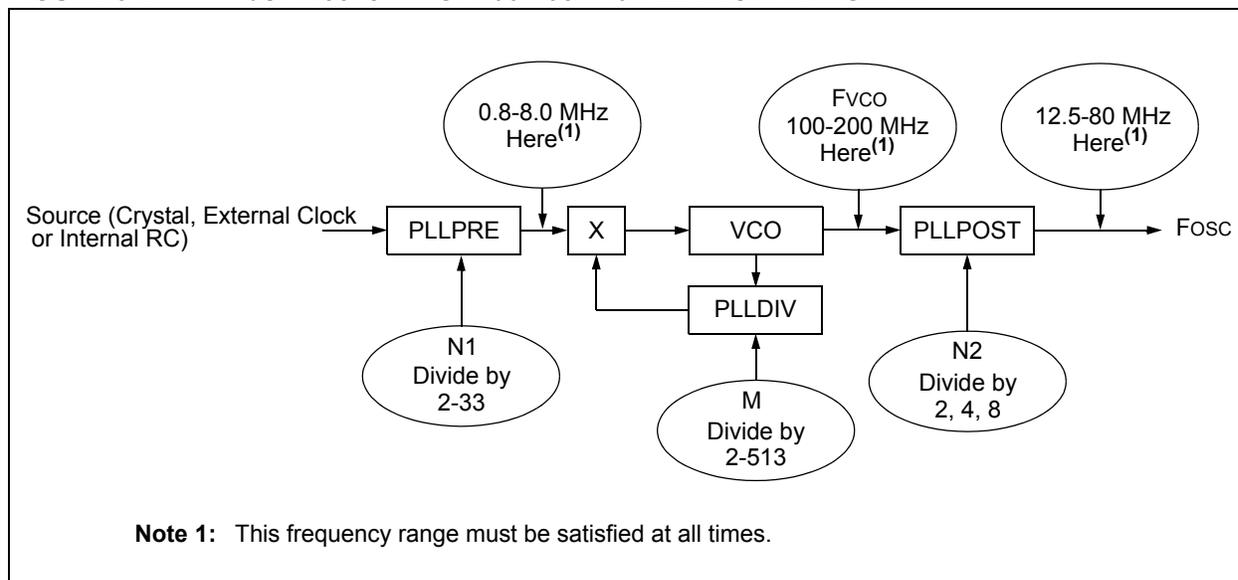 0.8-8.0 MHz
Here(1)
FVCO
100-200 MHz
Here(1)
12.5-80 MHz
Here(1)
Source (Crystal, External Clock
or Internal RC)
PLLPRE
X
VCO
PLLPOST
FOSC
PLLDIV
N1
Divide by
2-33
M
Divide by
2-513
N2
Divide by
2, 4, 8
Note 1: This frequency range must be satisfied at all times.